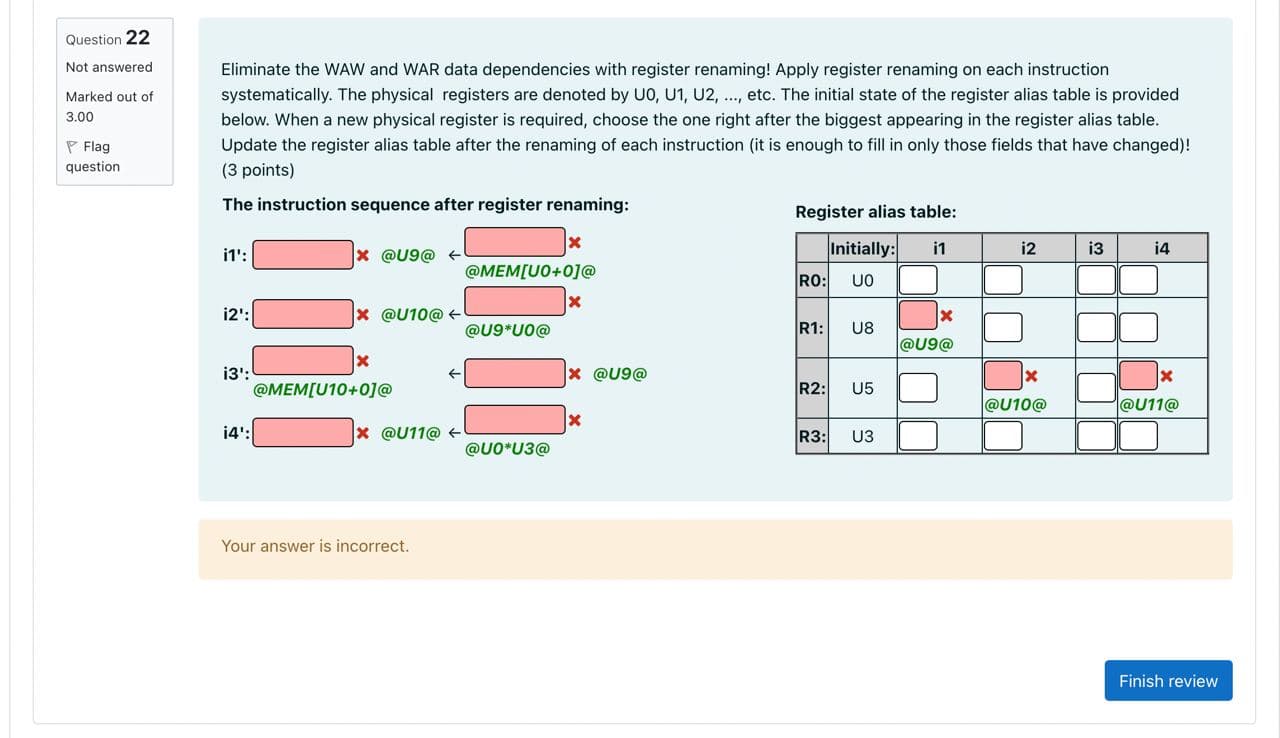 Question 22
Not answered
Marked out of
3.00
Flag
question
Eliminate the WAW and WAR data dependencies with register renaming! Apply register renaming on each instruction
systematically. The physical registers are denoted by U0, U1, U2, ..., etc. The initial state of the register alias table is provided
below. When a new physical register is required, choose the one right after the biggest appearing in the register alias table.
Update the register alias table after the renaming of each instruction (it is enough to fill in only those fields that have changed)!
(3 points)
The instruction sequence after register renaming:
i1': @U9@ ←
@MEM[U0+0]@
i2': @U10@ ←
@U9*U0@
i3': ← @U9@
@MEM[U10+0]@
i4': @U11@ ←
@U0*U3@
Register alias table:
Initially: i1 i2 i3 i4
R0: U0
R1: U8
@U9@
R2: U5
@U10@ @U11@
R3: U3
Your answer is incorrect.
Finish review